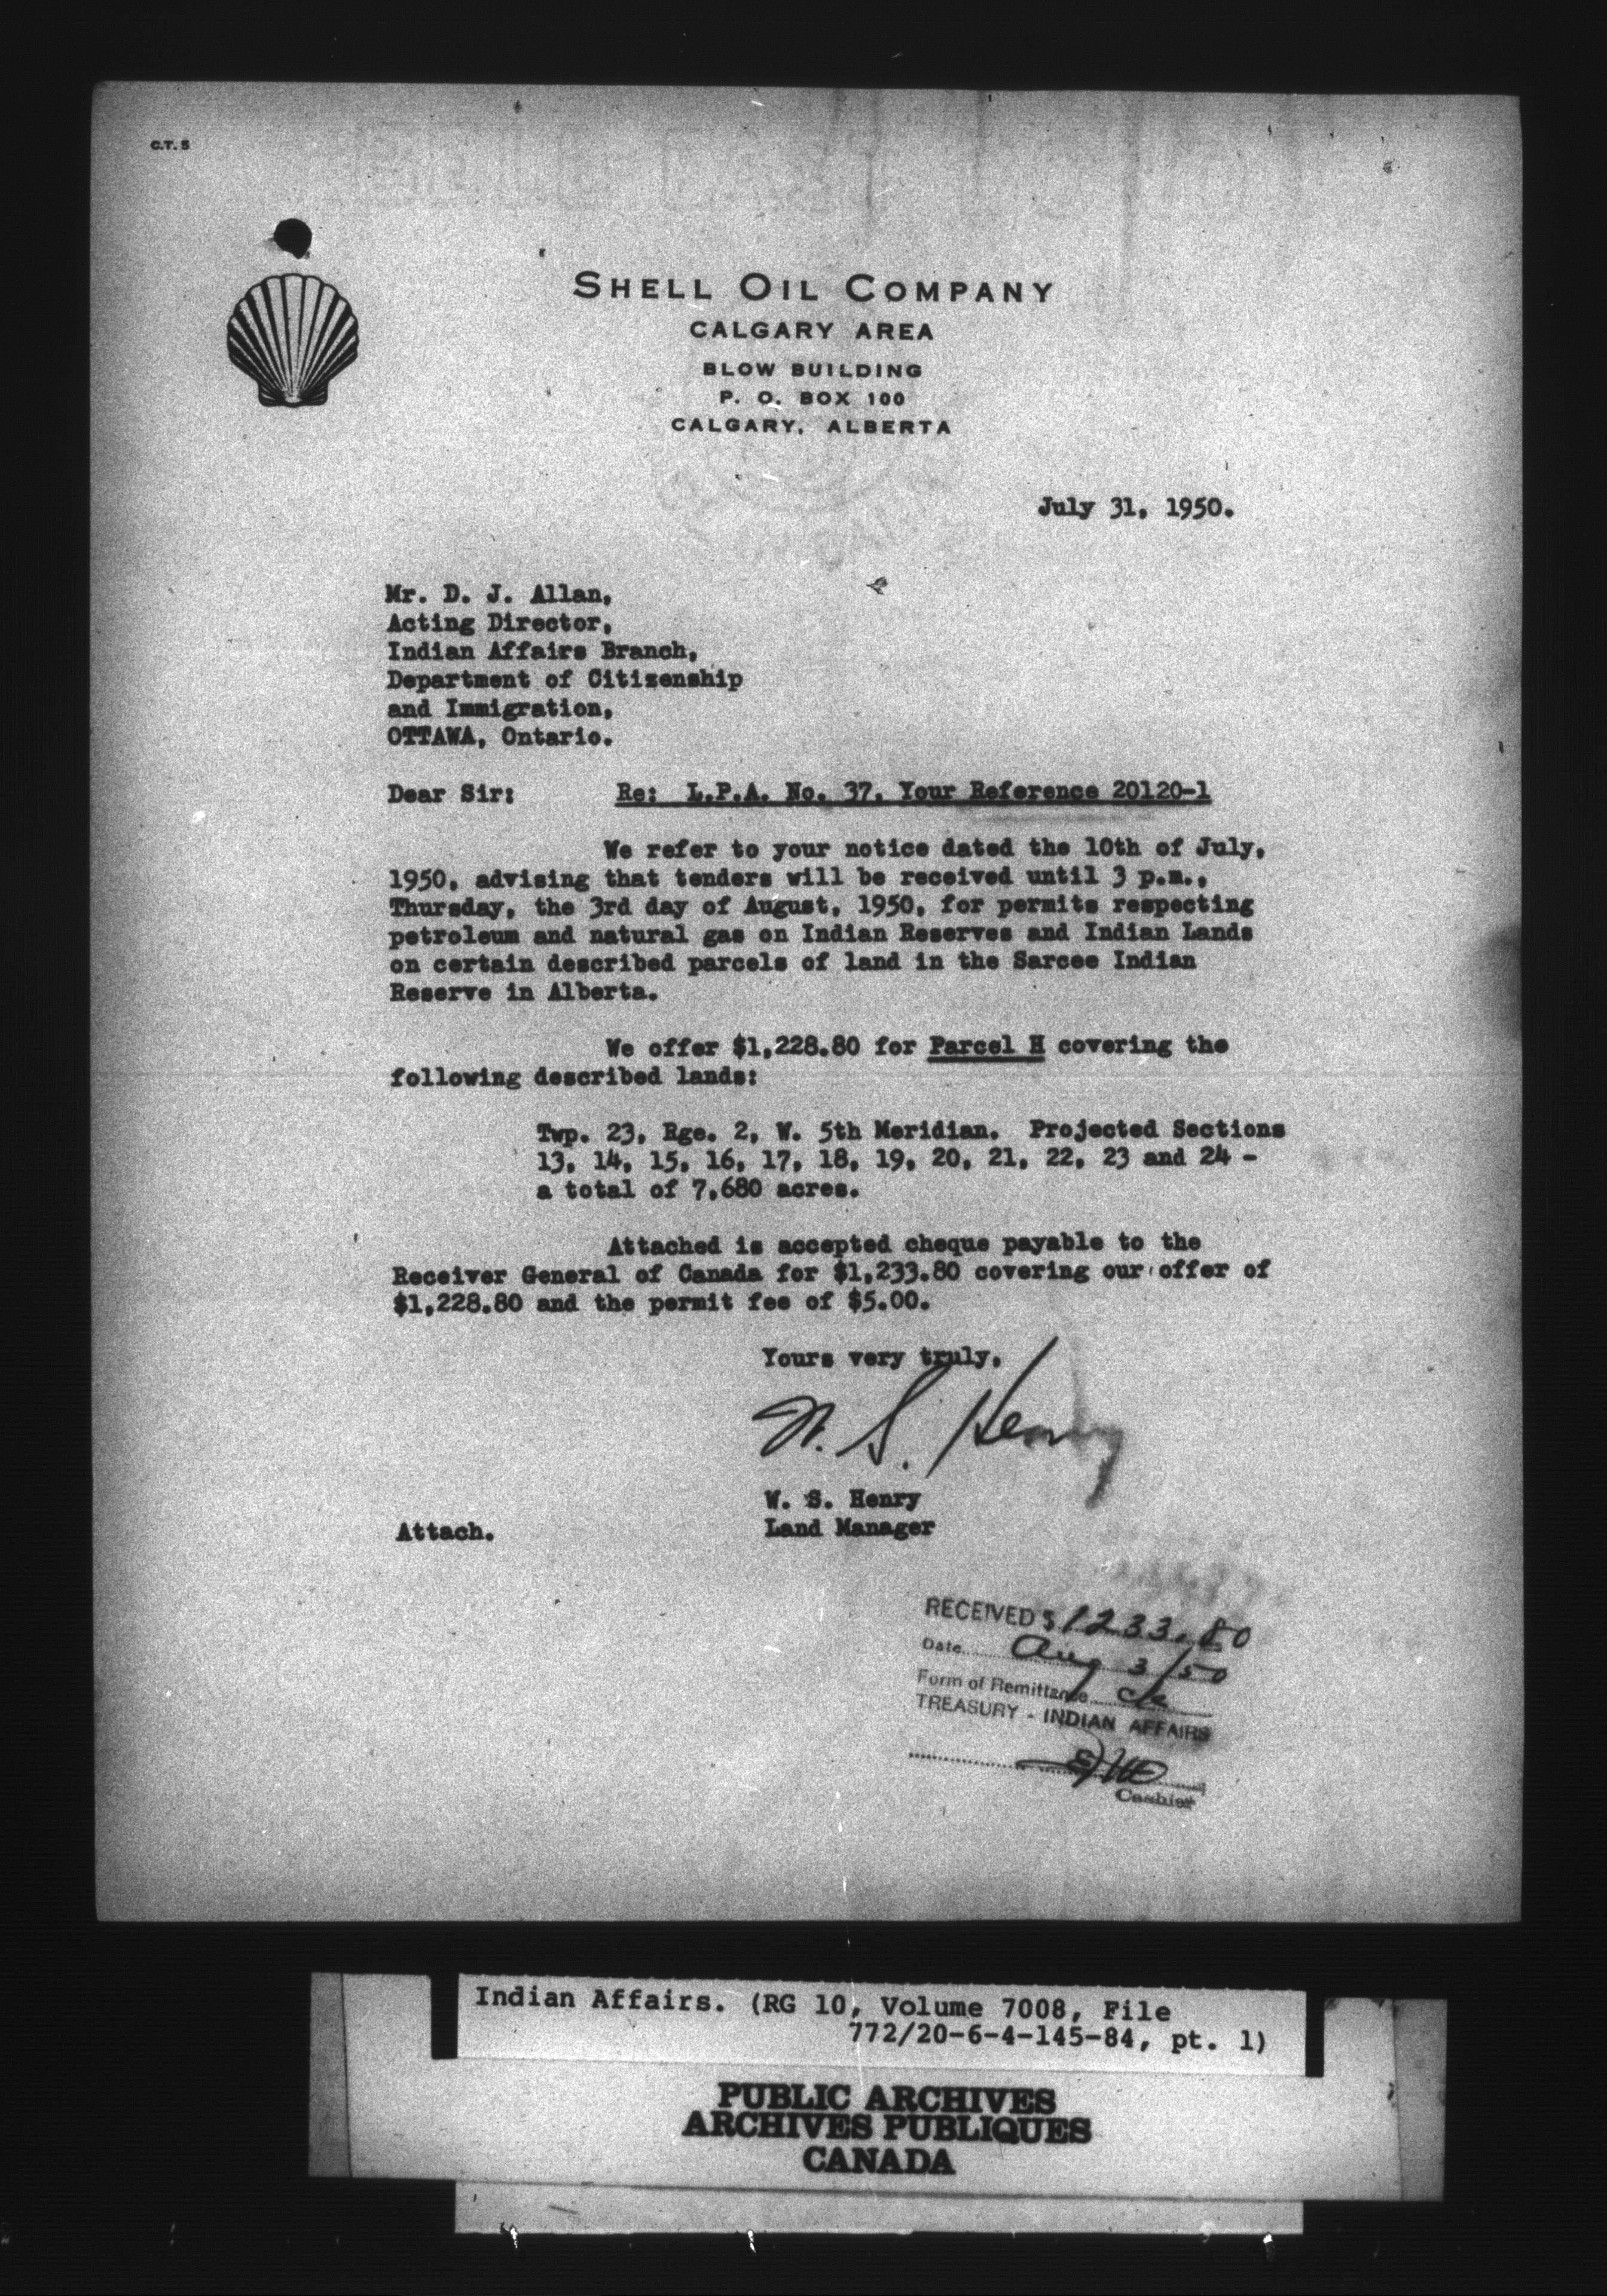 C.T. 5
SHELL OIL COMPANY
CALGARY AREA
BLOW BUILDING
P. O. BOX 100
CALGARY, ALBERTA
July 31, 1950.
Mr. D. J. Allan,
Acting Director,
Indian Affairs Branch,
Department of Citizenship
and Immigration,
OTTAWA, Ontario.
Dear Sir: Re: L.P.A. No. 37, Your Reference 20120-1
We refer to your notice dated the 10th of July,
1950, advising that tenders will be received until 3 p.m.,
Thursday, the 3rd day of August, 1950, for permits respecting
petroleum and natural gas on Indian Reserves and Indian Lands
on certain described parcels of land in the Sarcee Indian
Reserve in Alberta.
We offer $1,228.80 for Parcel H covering the
following described lands:
Twp. 23, Rge. 2, W. 5th Meridian. Projected Sections
13, 14, 15, 16, 17, 18, 19, 20, 21, 22, 23 and 24 -
a total of 7,680 acres.
Attached is accepted cheque payable to the
Receiver General of Canada for $1,233.80 covering our offer of
$1,228.80 and the permit fee of $5.00.
Yours very truly,
W. S. Henry
W. S. Henry
Attach. Land Manager
RECEIVED $ 1233.80
Date Aug 3/50
Form of Remittance
TREASURY - INDIAN AFFAIRS
Cashier
Indian Affairs. (RG 10, Volume 7008, File
772/20-6-4-145-84, pt. 1)
PUBLIC ARCHIVES
ARCHIVES PUBLIQUES
CANADA